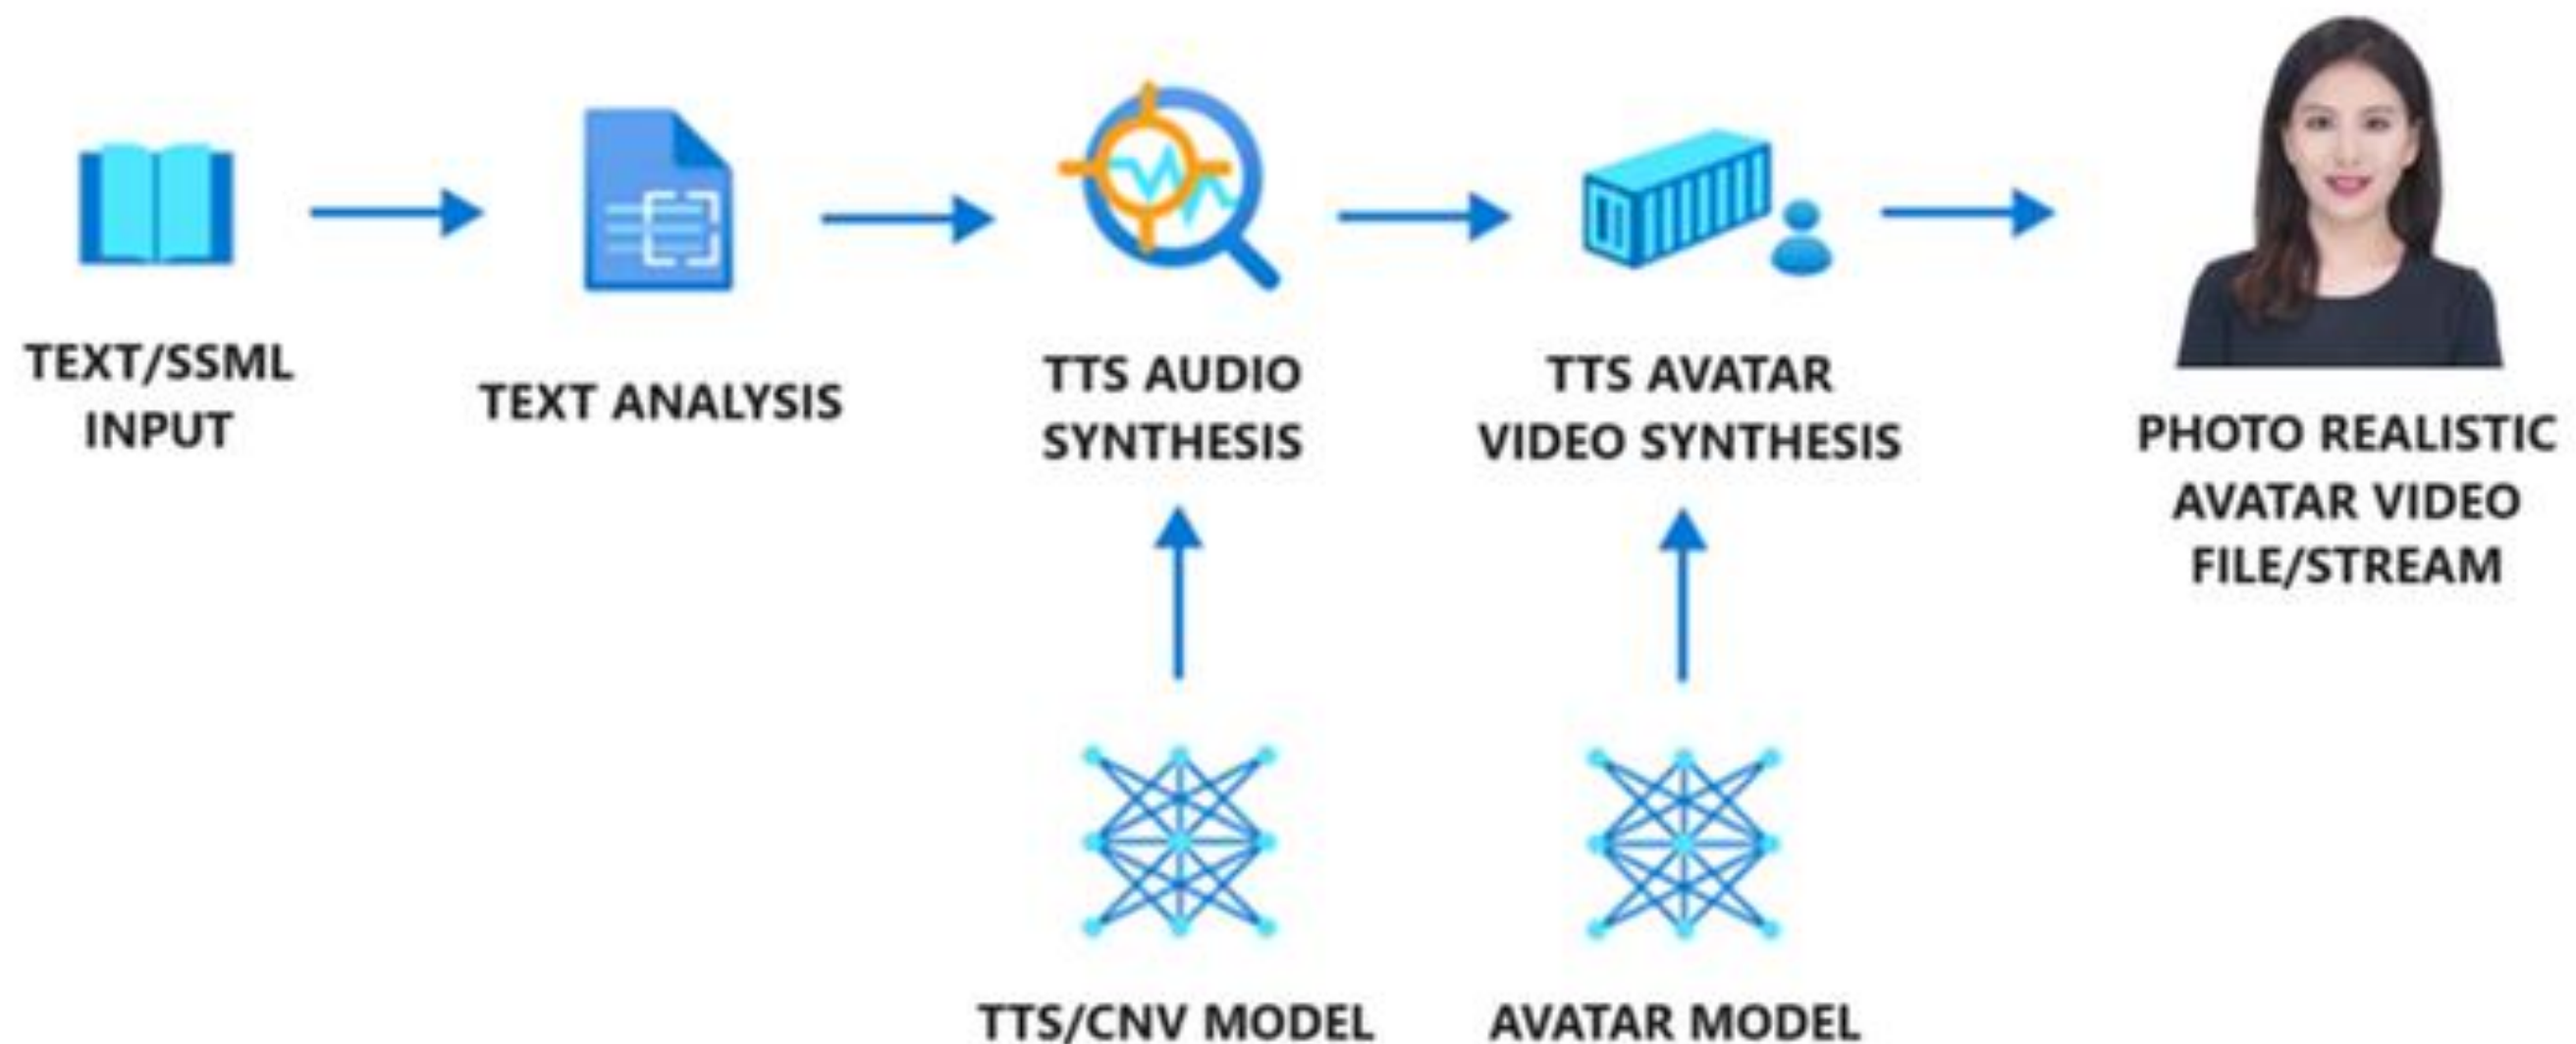 TEXT/SSML
INPUT
TEXT ANALYSIS
TTS AUDIO
SYNTHESIS
TTS AVATAR
VIDEO SYNTHESIS
PHOTO REALISTIC
AVATAR VIDEO
FILE/STREAM
TTS/CNV MODEL
AVATAR MODEL